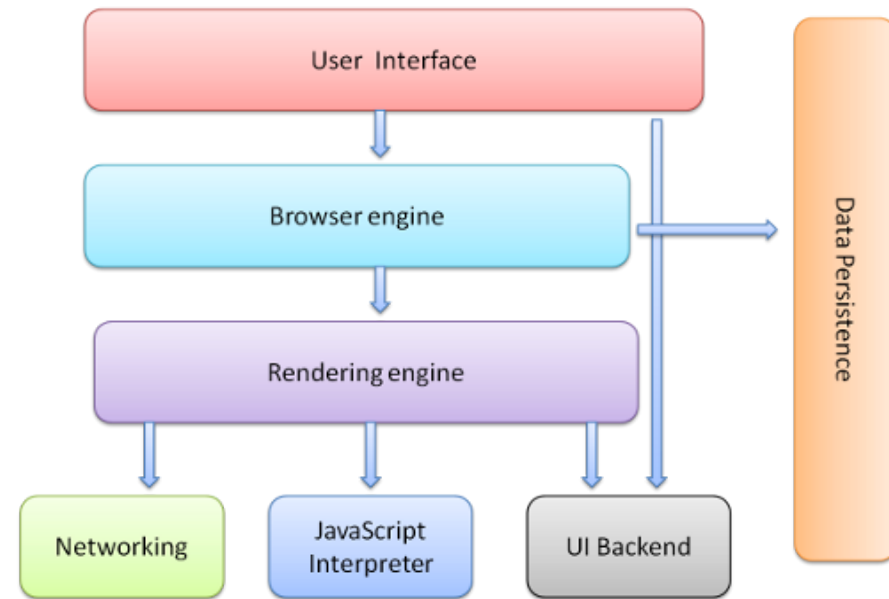 User  Interface
Browser engine
Data Persistence
Rendering engine
Networking
JavaScript
Interpreter
UI Backend